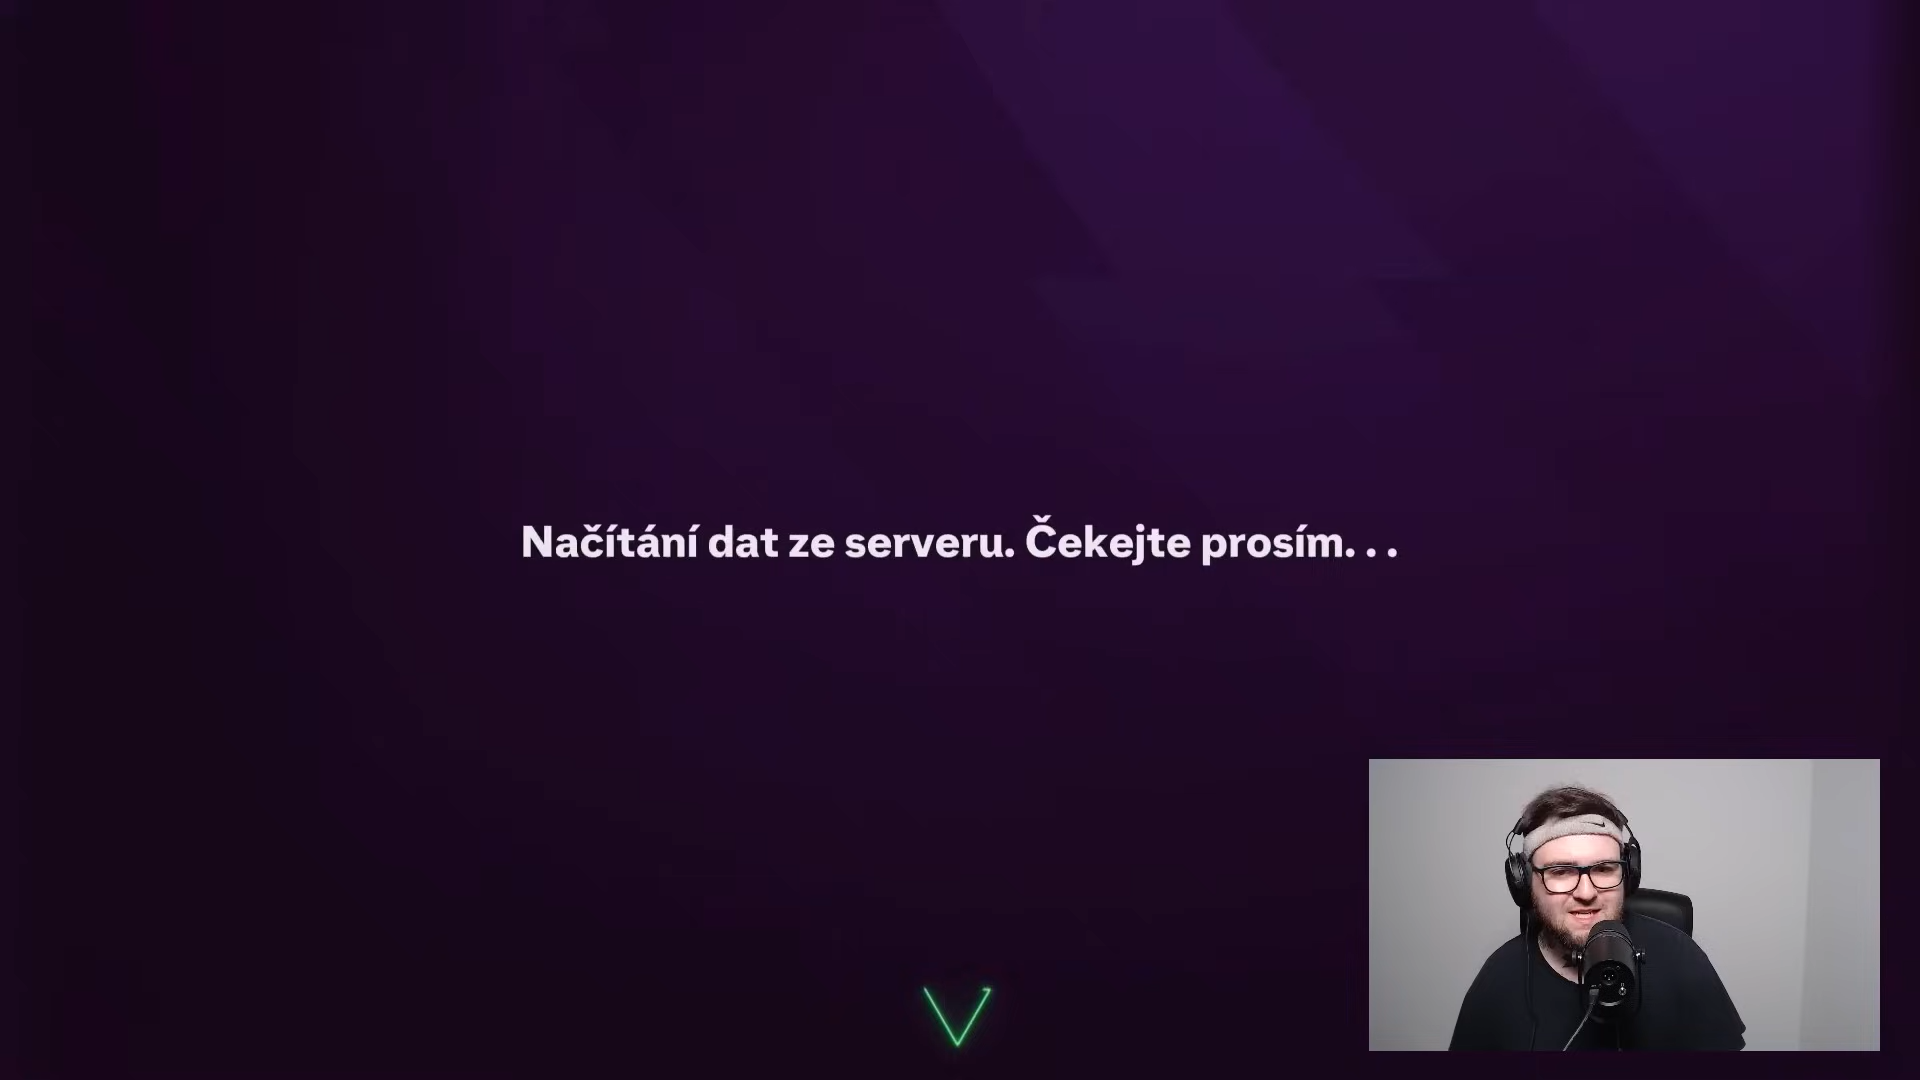 Načítání dat ze serveru. Čekejte prosím. . .